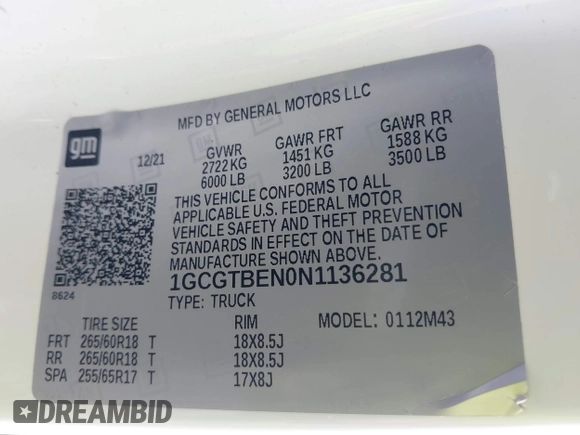 MFD BY GENERAL MOTORS LLC
gm
12/21 GVWR GAWR FRT GAWR RR
2722 KG 1451 KG 1588 KG
6000 LB 3200 LB 3500 LB
THIS VEHICLE CONFORMS TO ALL
APPLICABLE U.S. FEDERAL MOTOR
VEHICLE SAFETY AND THEFT PREVENTION
STANDARDS IN EFFECT ON THE DATE OF
MANUFACTURE SHOWN ABOVE.
8624
1GCGTBEN0N1136281
TYPE: TRUCK
TIRE SIZE RIM MODEL: 0112M43
FRT 265/60R18 T 18X8.5J
RR 265/60R18 T 18X8.5J
SPA 255/65R17 T 17X8J
DREAMBID